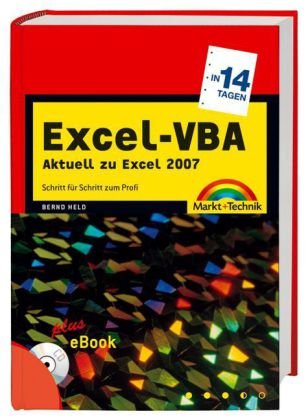 IN 14
TAGEN
Excel-VBA
Aktuell zu Excel 2007
Schritt für Schritt zum Profi
BERND HELD
Markt+Technik
plus
eBook
CD